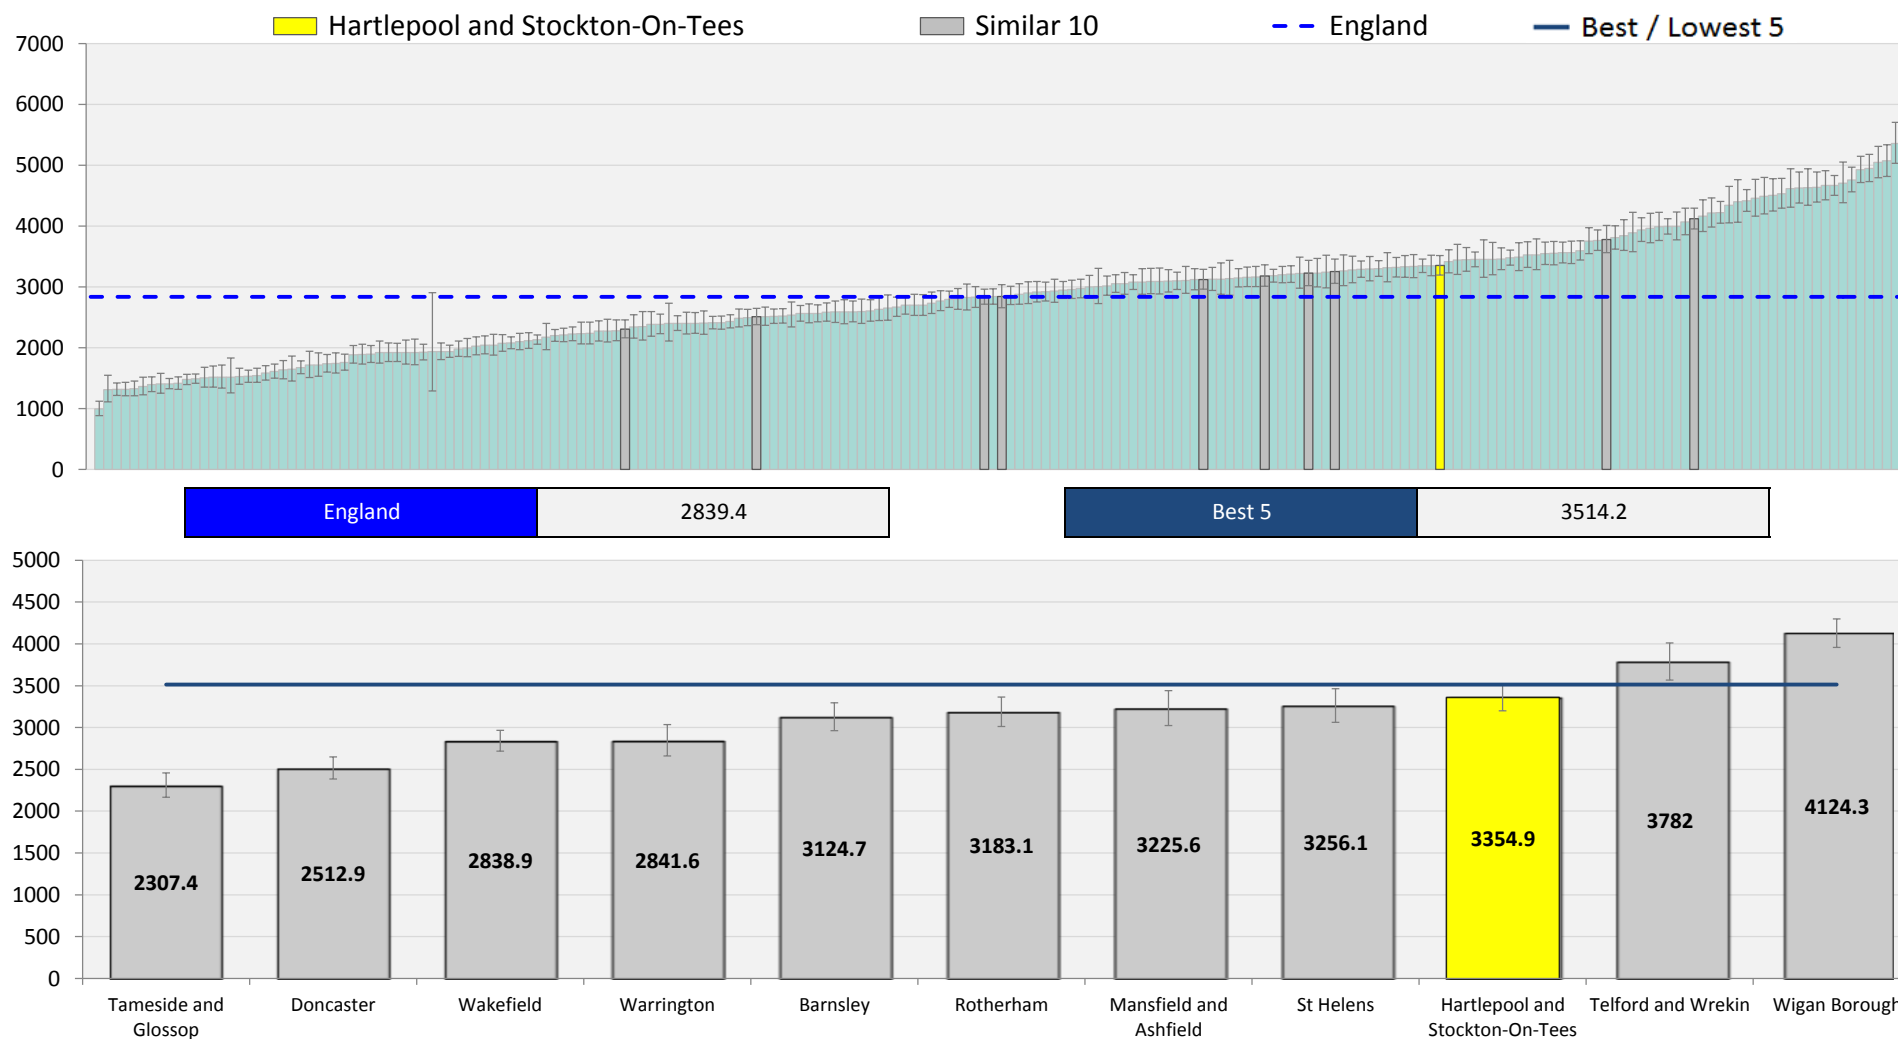 Hartlepool and Stockton-On-Tees Similar 10 England Best / Lowest 5
7000
6000
5000
4000
3000
2000
1000
0
England 2839.4 Best 5 3514.2
5000
4500
4000
3500
3000
2500
2000
1500
1000
500
0
2307.4 2512.9 2838.9 2841.6 3124.7 3183.1 3225.6 3256.1 3354.9 3782 4124.3
Tameside and Glossop
Doncaster
Wakefield
Warrington
Barnsley
Rotherham
Mansfield and Ashfield
St Helens
Hartlepool and Stockton-On-Tees
Telford and Wrekin
Wigan Borough